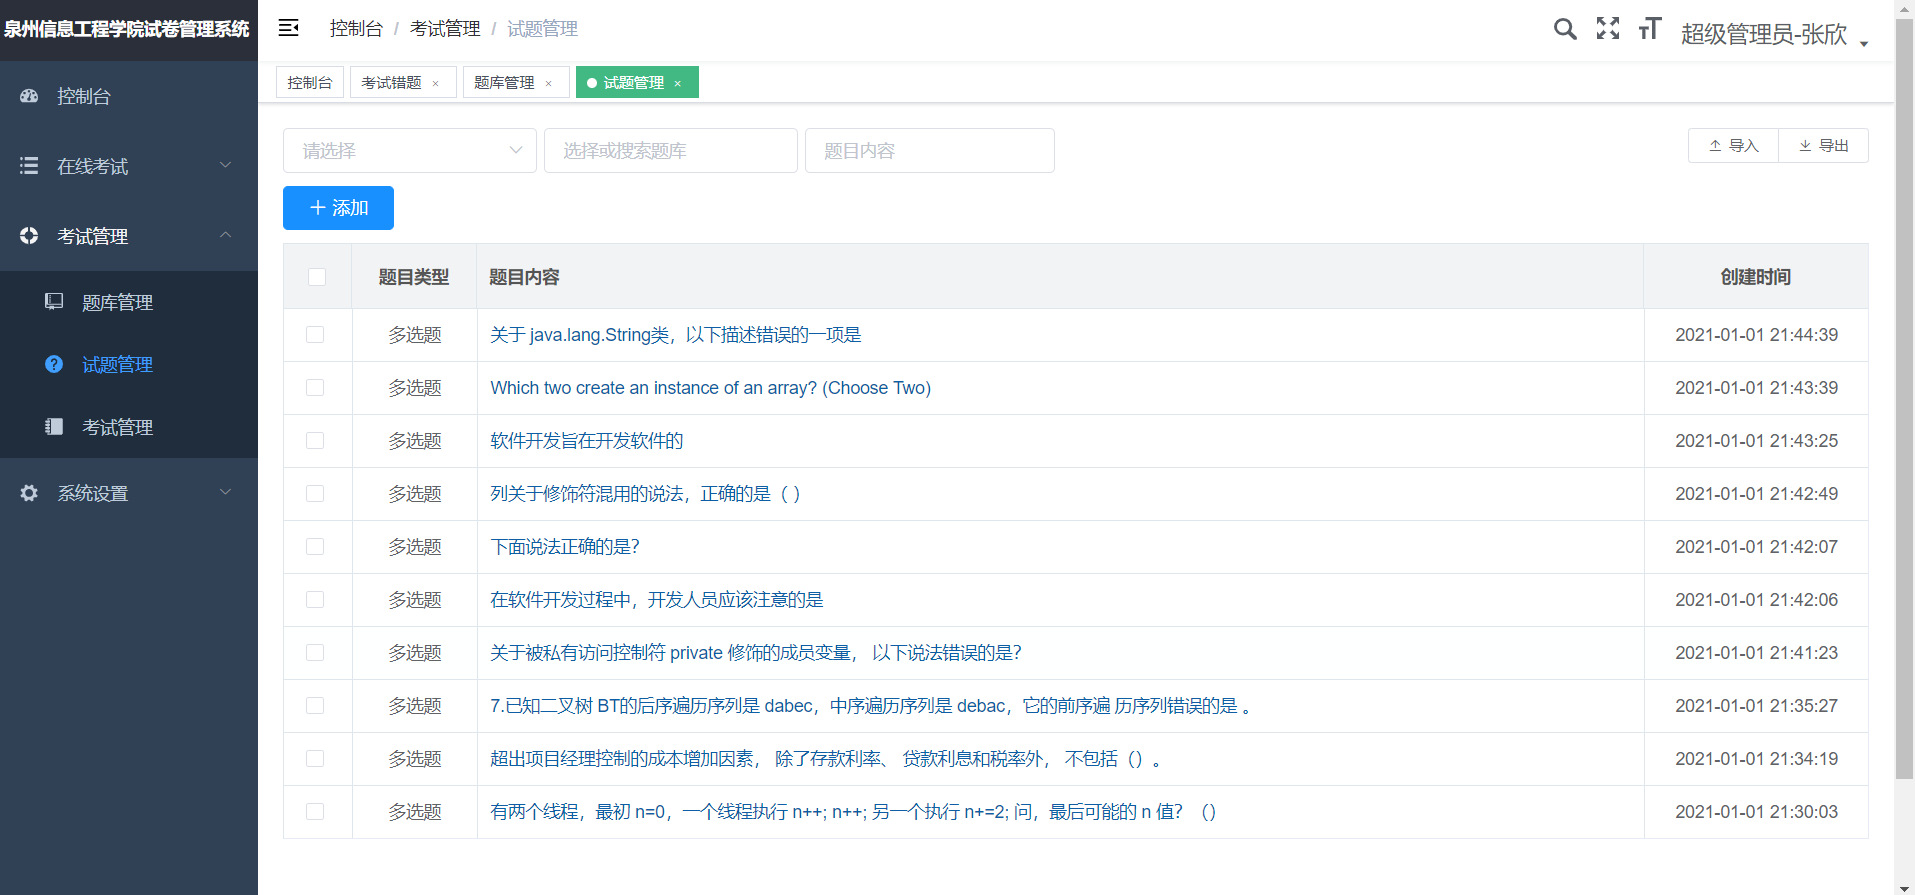 泉州信息工程学院试卷管理系统
控制台 / 考试管理 / 试题管理
超级管理员-张欣
控制台
考试错题 ×
题库管理 ×
试题管理 ×
控制台
在线考试
考试管理
题库管理
试题管理
考试管理
系统设置
请选择
选择或搜索题库
题目内容
导入
导出
添加
题目类型 题目内容 创建时间
多选题 关于 java.lang.String类，以下描述错误的一项是 2021-01-01 21:44:39
多选题 Which two create an instance of an array? (Choose Two) 2021-01-01 21:43:39
多选题 软件开发旨在开发软件的 2021-01-01 21:43:25
多选题 列关于修饰符混用的说法，正确的是（ ） 2021-01-01 21:42:49
多选题 下面说法正确的是? 2021-01-01 21:42:07
多选题 在软件开发过程中，开发人员应该注意的是 2021-01-01 21:42:06
多选题 关于被私有访问控制符 private 修饰的成员变量， 以下说法错误的是? 2021-01-01 21:41:23
多选题 7.已知二叉树 BT的后序遍历序列是 dabec，中序遍历序列是 debac，它的前序遍 历序列错误的是 。 2021-01-01 21:35:27
多选题 超出项目经理控制的成本增加因素， 除了存款利率、 贷款利息和税率外， 不包括（）。 2021-01-01 21:34:19
多选题 有两个线程，最初 n=0，一个线程执行 n++; n++; 另一个执行 n+=2; 问，最后可能的 n 值? （） 2021-01-01 21:30:03